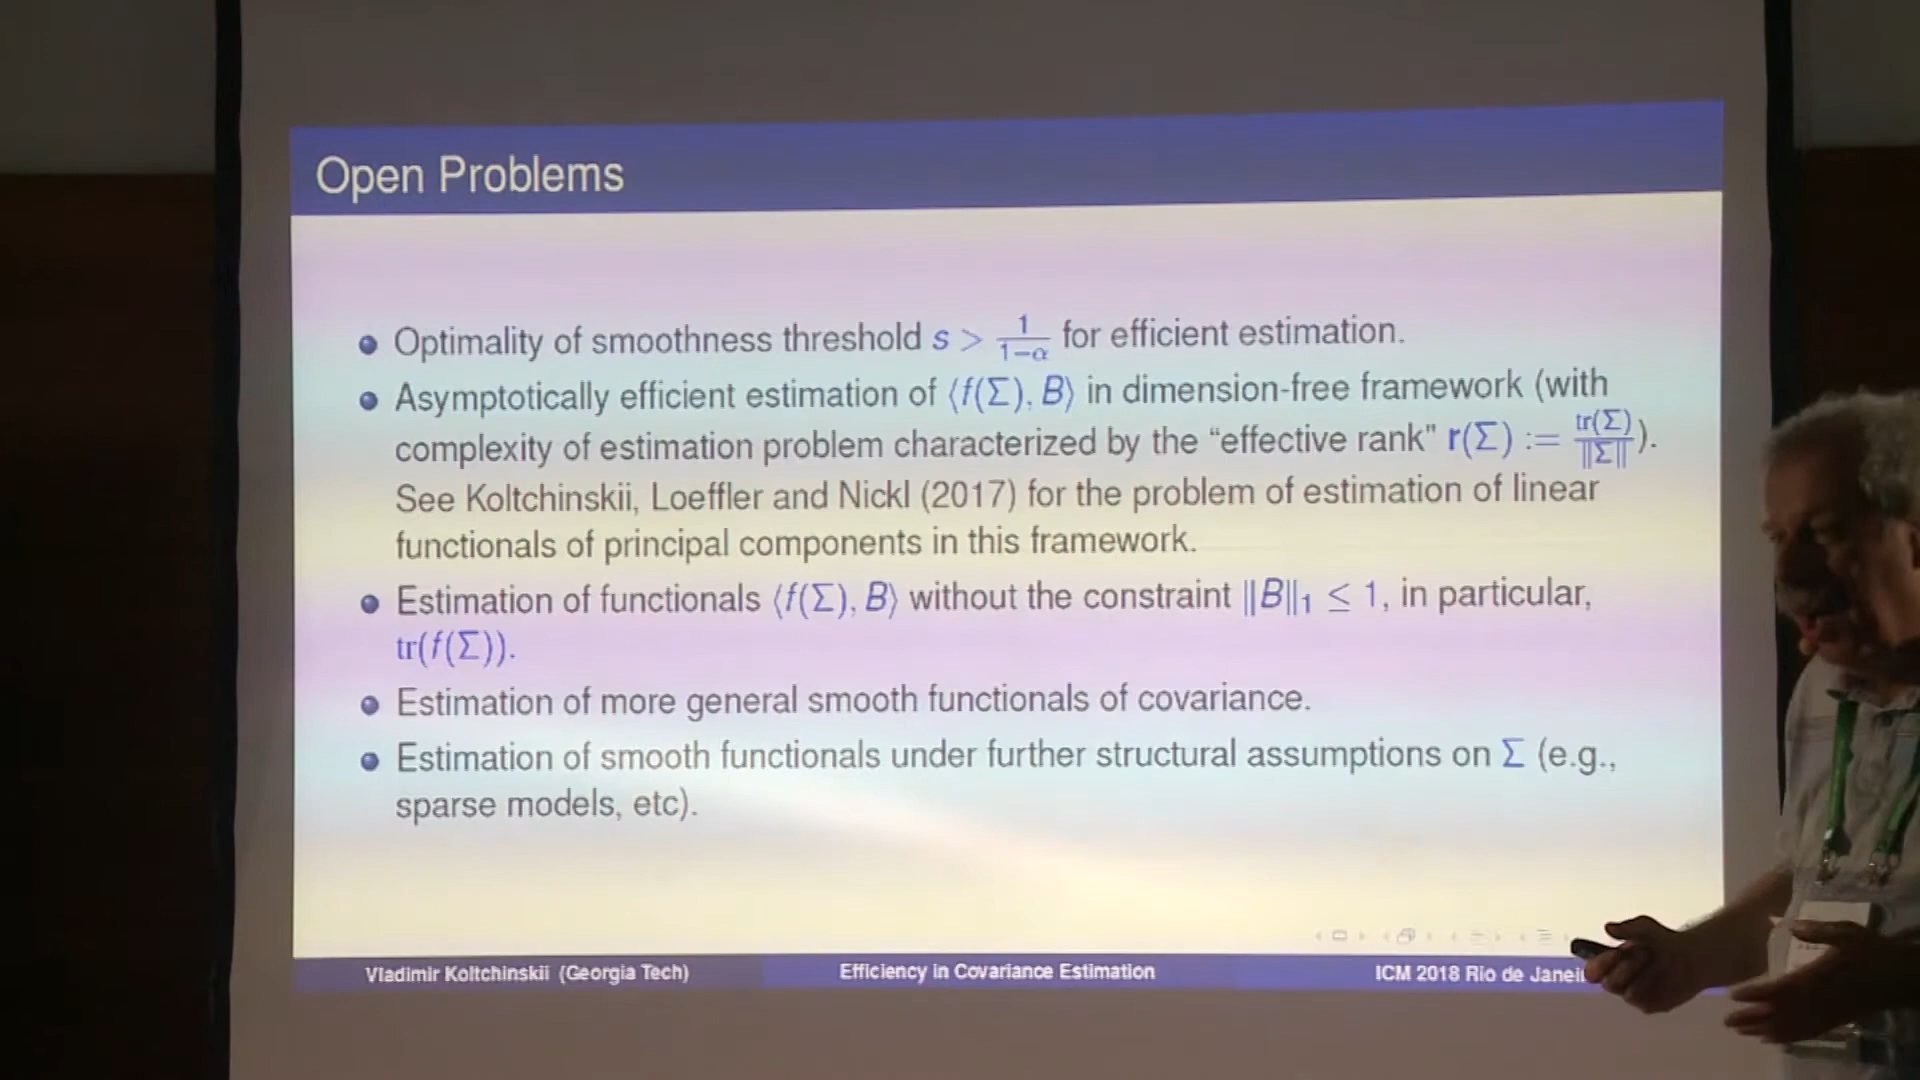 Open Problems
Optimality of smoothness threshold s > 1/(1−α) for efficient estimation.
Asymptotically efficient estimation of ⟨f(Σ), B⟩ in dimension-free framework (with
complexity of estimation problem characterized by the “effective rank” r(Σ) := tr(Σ)/‖Σ‖).
See Koltchinskii, Loeffler and Nickl (2017) for the problem of estimation of linear
functionals of principal components in this framework.
Estimation of functionals ⟨f(Σ), B⟩ without the constraint ‖B‖₁ ≤ 1, in particular,
tr(f(Σ)).
Estimation of more general smooth functionals of covariance.
Estimation of smooth functionals under further structural assumptions on Σ (e.g.,
sparse models, etc).
Vladimir Koltchinskii (Georgia Tech) Efficiency in Covariance Estimation ICM 2018 Rio de